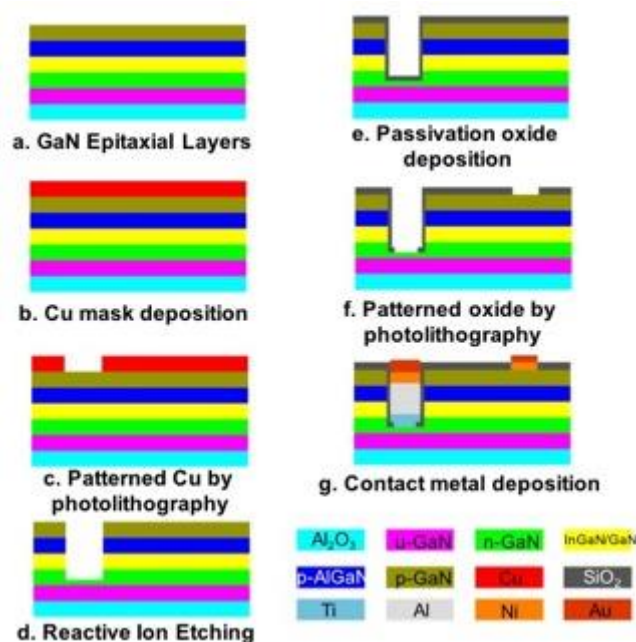 a. GaN Epitaxial Layers
b. Cu mask deposition
c. Patterned Cu by
photolithography
d. Reactive Ion Etching
e. Passivation oxide
deposition
f. Patterned oxide by
photolithography
g. Contact metal deposition
Al₂O₃ u-GaN n-GaN InGaN/GaN
p-AlGaN p-GaN Cu SiO₂
Ti Al Ni Au